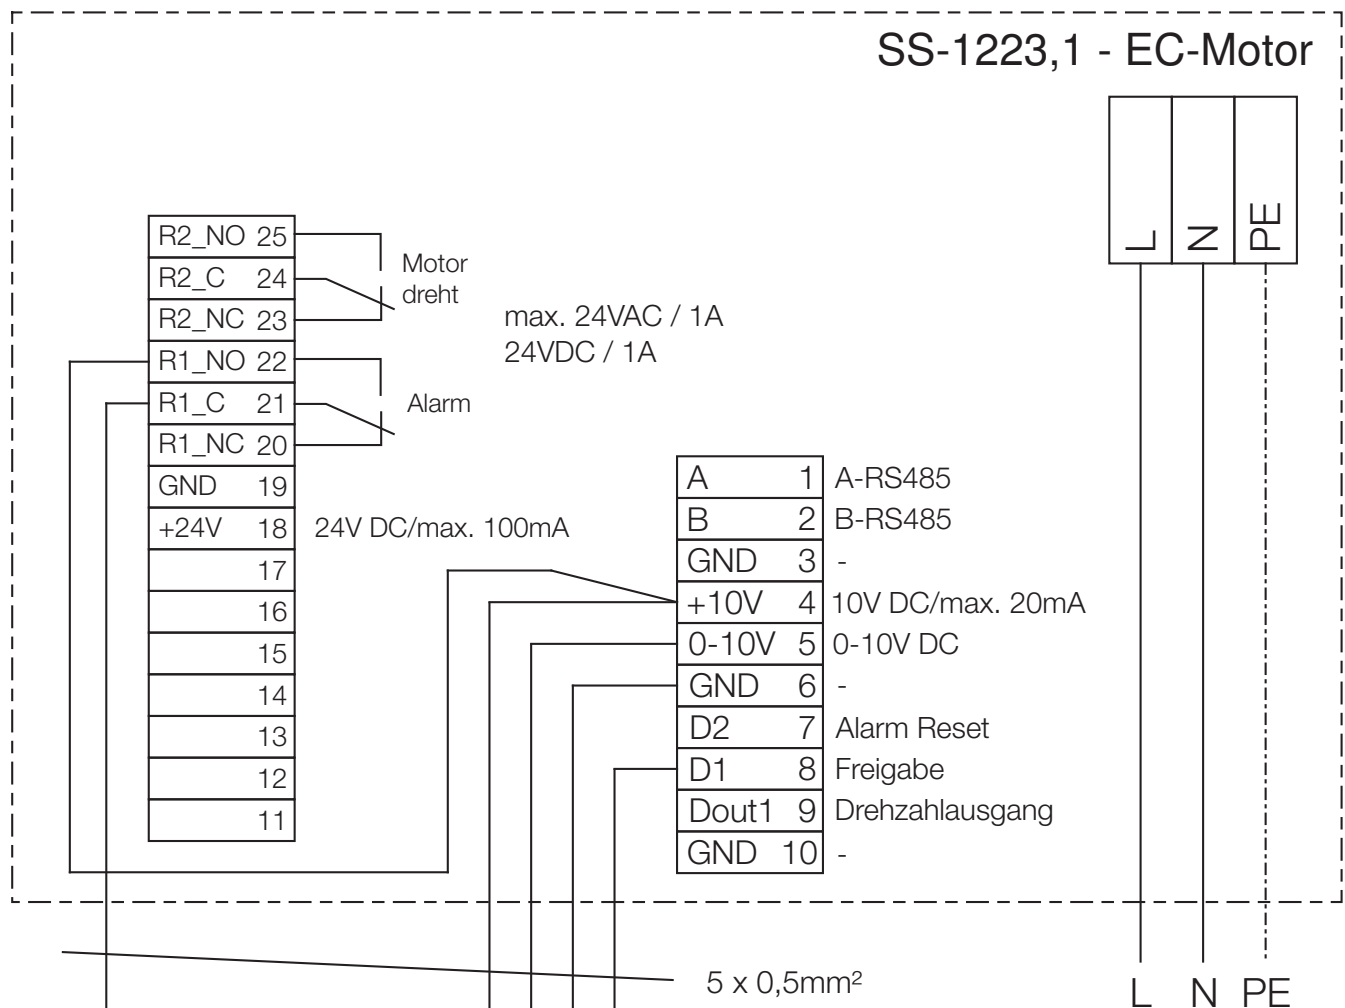 SS-1223,1 - EC-Motor
L
N
PE
R2_NO 25
R2_C 24
R2_NC 23
Motor
dreht
max. 24VAC / 1A
24VDC / 1A
R1_NO 22
R1_C 21
R1_NC 20
Alarm
GND 19
+24V 18 24V DC/max. 100mA
17
16
15
14
13
12
11
A 1 A-RS485
B 2 B-RS485
GND 3 -
+10V 4 10V DC/max. 20mA
0-10V 5 0-10V DC
GND 6 -
D2 7 Alarm Reset
D1 8 Freigabe
Dout1 9 Drehzahlausgang
GND 10 -
5 x 0,5mm²
L N PE